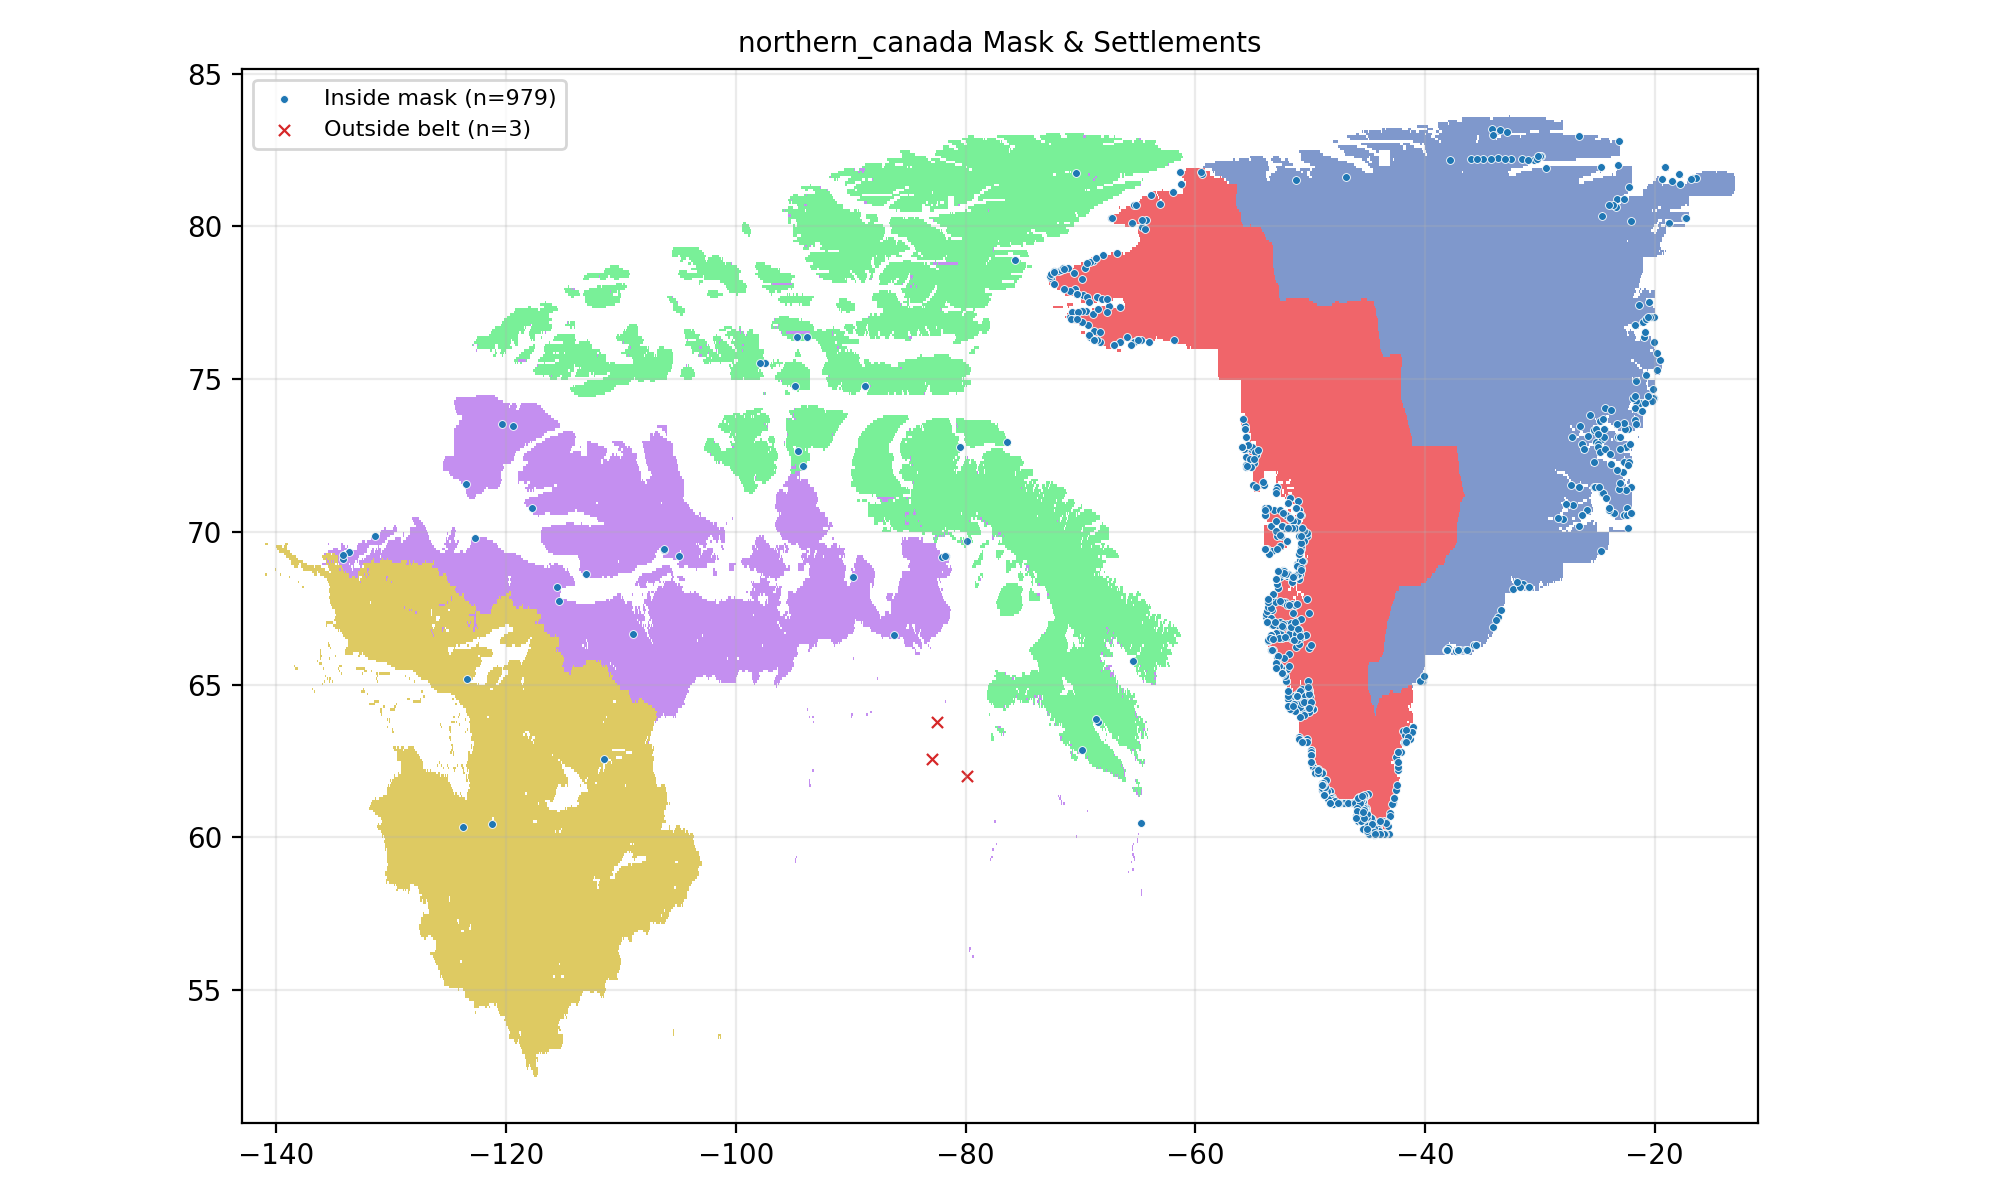 northern_canada Mask & Settlements
Inside mask (n=979)
Outside belt (n=3)
85
80
75
70
65
60
55
−140 −120 −100 −80 −60 −40 −20